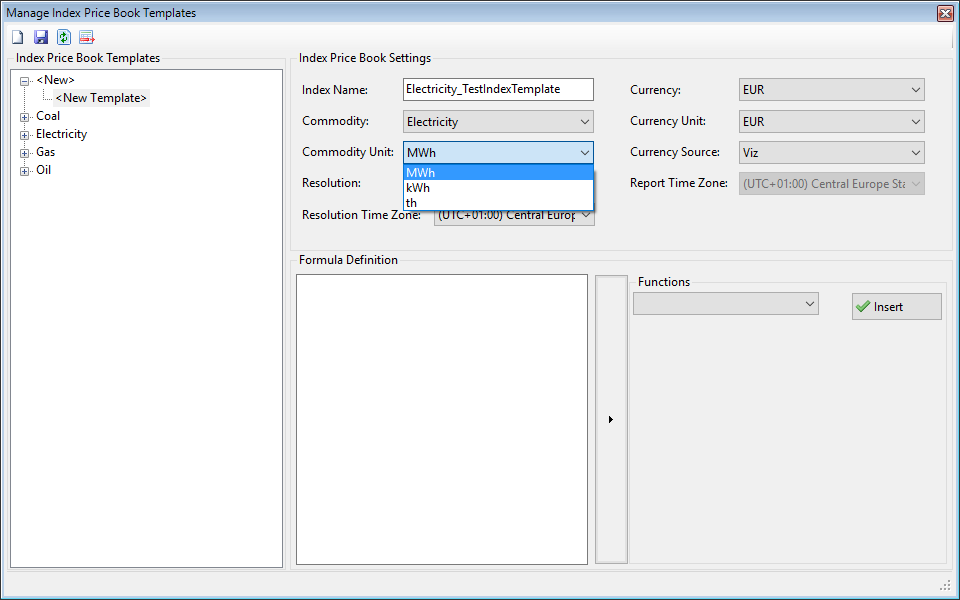 Manage Index Price Book Templates
Index Price Book Templates
<New>
<New Template>
Coal
Electricity
Gas
Oil
Index Price Book Settings
Index Name: Electricity_TestIndexTemplate
Commodity: Electricity
Commodity Unit: MWh
MWh
kWh
th
Resolution:
Resolution Time Zone: (UTC+01:00) Central Europ
Currency: EUR
Currency Unit: EUR
Currency Source: Viz
Report Time Zone: (UTC+01:00) Central Europe Sta
Formula Definition
Functions
Insert